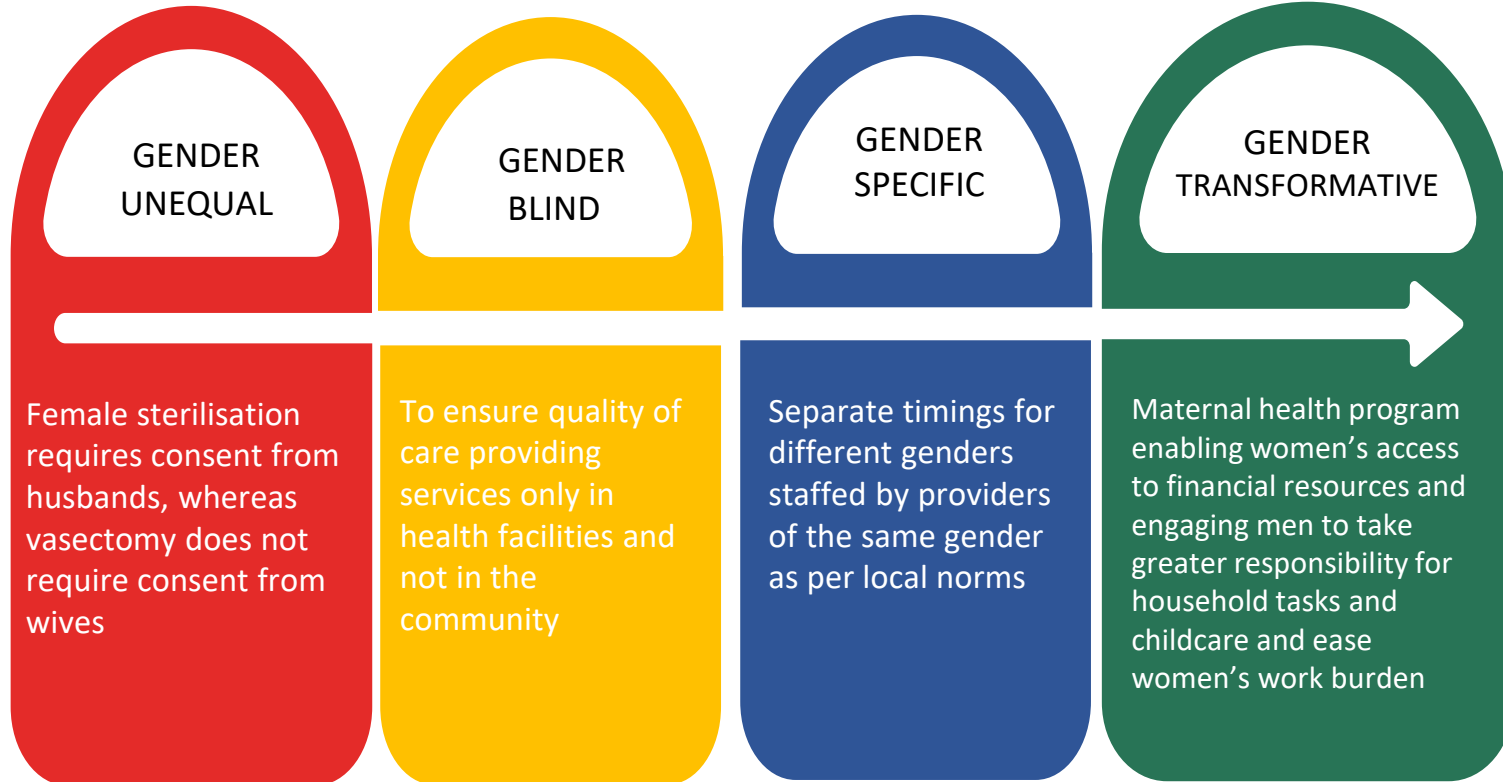 GENDER
UNEQUAL
GENDER
BLIND
GENDER
SPECIFIC
GENDER
TRANSFORMATIVE
Female sterilisation
requires consent from
husbands, whereas
vasectomy does not
require consent from
wives
To ensure quality of
care providing
services only in
health facilities and
not in the
community
Separate timings for
different genders
staffed by providers
of the same gender
as per local norms
Maternal health program
enabling women’s access
to financial resources and
engaging men to take
greater responsibility for
household tasks and
childcare and ease
women’s work burden